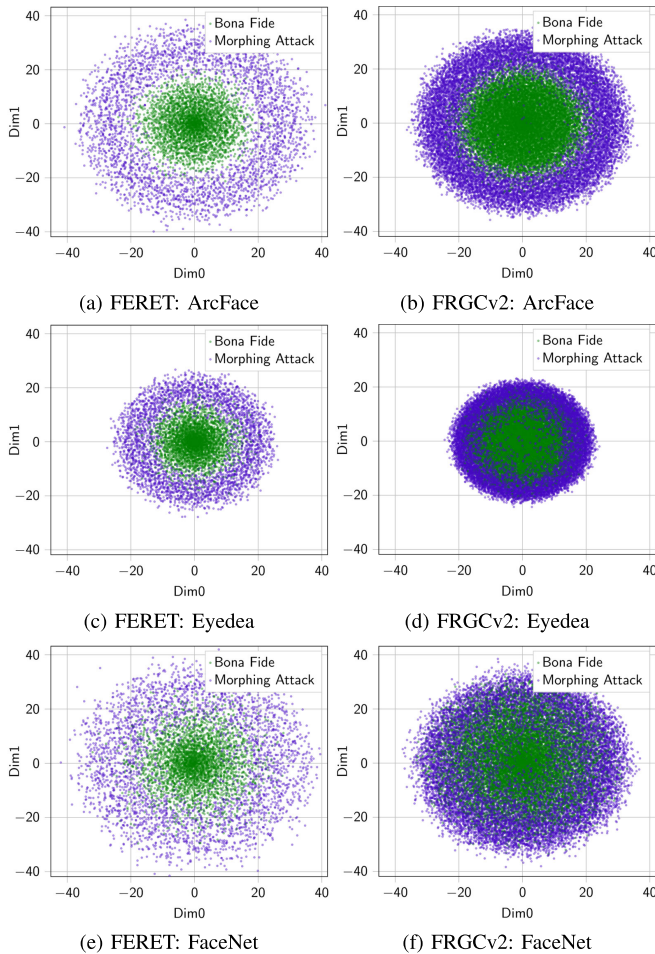 Bona Fide
Morphing Attack
40
20
0
−20
−40
Dim1
−40 −20 0 20 40
Dim0
(a) FERET: ArcFace
Bona Fide
Morphing Attack
40
20
0
−20
−40
Dim1
−40 −20 0 20 40
Dim0
(b) FRGCv2: ArcFace
Bona Fide
Morphing Attack
40
20
0
−20
−40
Dim1
−40 −20 0 20 40
Dim0
(c) FERET: Eyedea
Bona Fide
Morphing Attack
40
20
0
−20
−40
Dim1
−40 −20 0 20 40
Dim0
(d) FRGCv2: Eyedea
Bona Fide
Morphing Attack
40
20
0
−20
−40
Dim1
−40 −20 0 20 40
Dim0
(e) FERET: FaceNet
Bona Fide
Morphing Attack
40
20
0
−20
−40
Dim1
−40 −20 0 20 40
Dim0
(f) FRGCv2: FaceNet